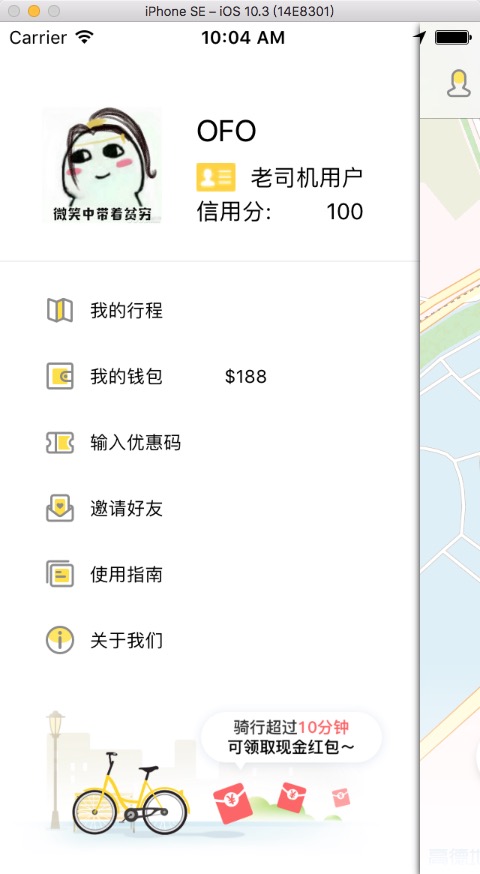 iPhone SE – iOS 10.3 (14E8301)
Carrier 10:04 AM
OFO
老司机用户
信用分: 100
微笑中带着贫穷
我的行程
我的钱包 $188
输入优惠码
邀请好友
使用指南
关于我们
骑行超过10分钟
可领取现金红包～